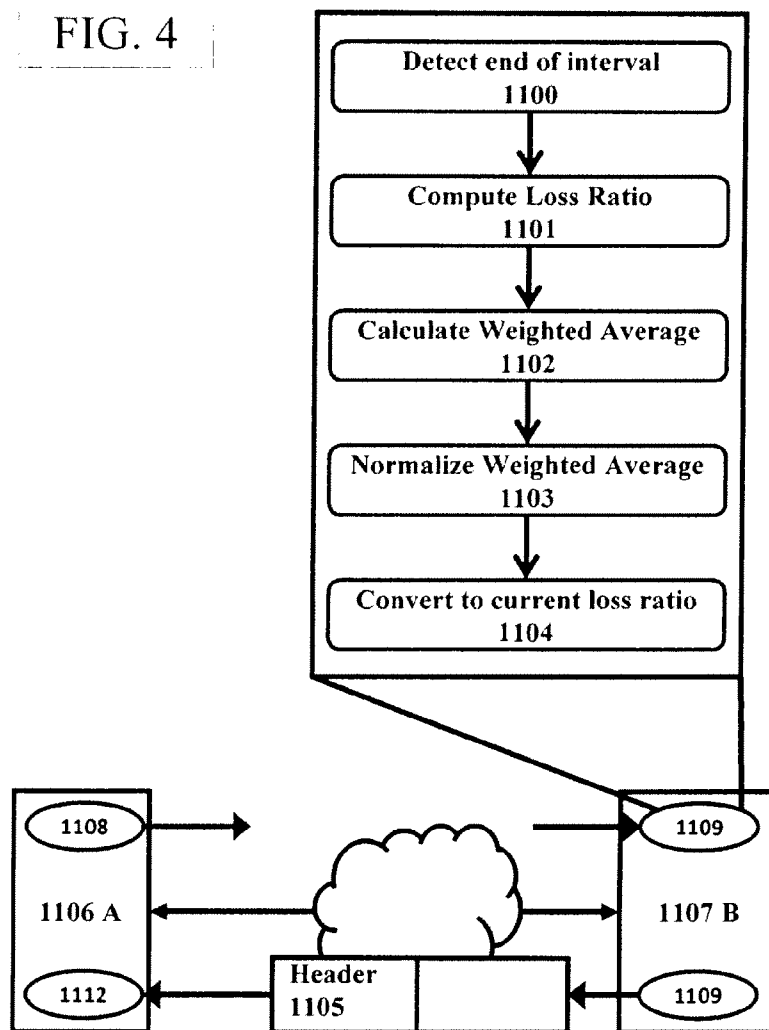 FIG. 4
Detect end of interval
1100
Compute Loss Ratio
1101
Calculate Weighted Average
1102
Normalize Weighted Average
1103
Convert to current loss ratio
1104
1108
1109
1106 A
1107 B
Header
1105
1112
1109